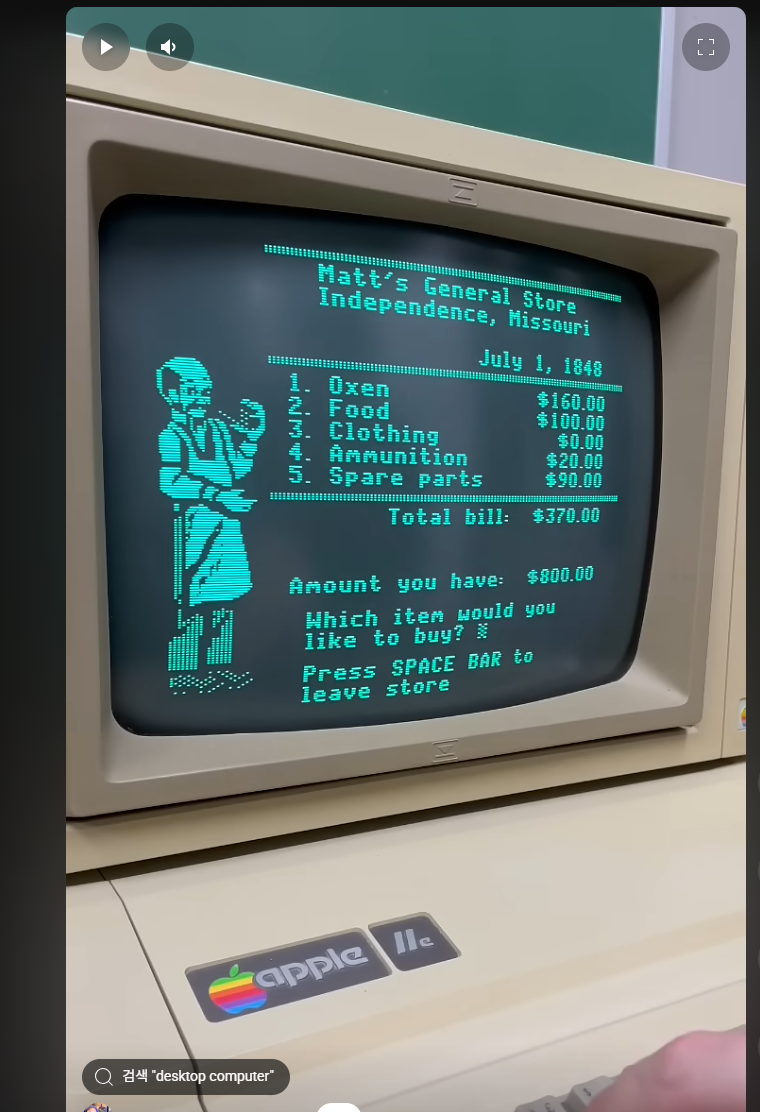 Matt's General Store
Independence, Missouri
July 1, 1848
1. Oxen $160.00
2. Food $100.00
3. Clothing $0.00
4. Ammunition $20.00
5. Spare parts $90.00
Total bill: $370.00
Amount you have: $800.00
Which item would you
like to buy?
Press SPACE BAR to
leave store
apple IIe
검색 "desktop computer"